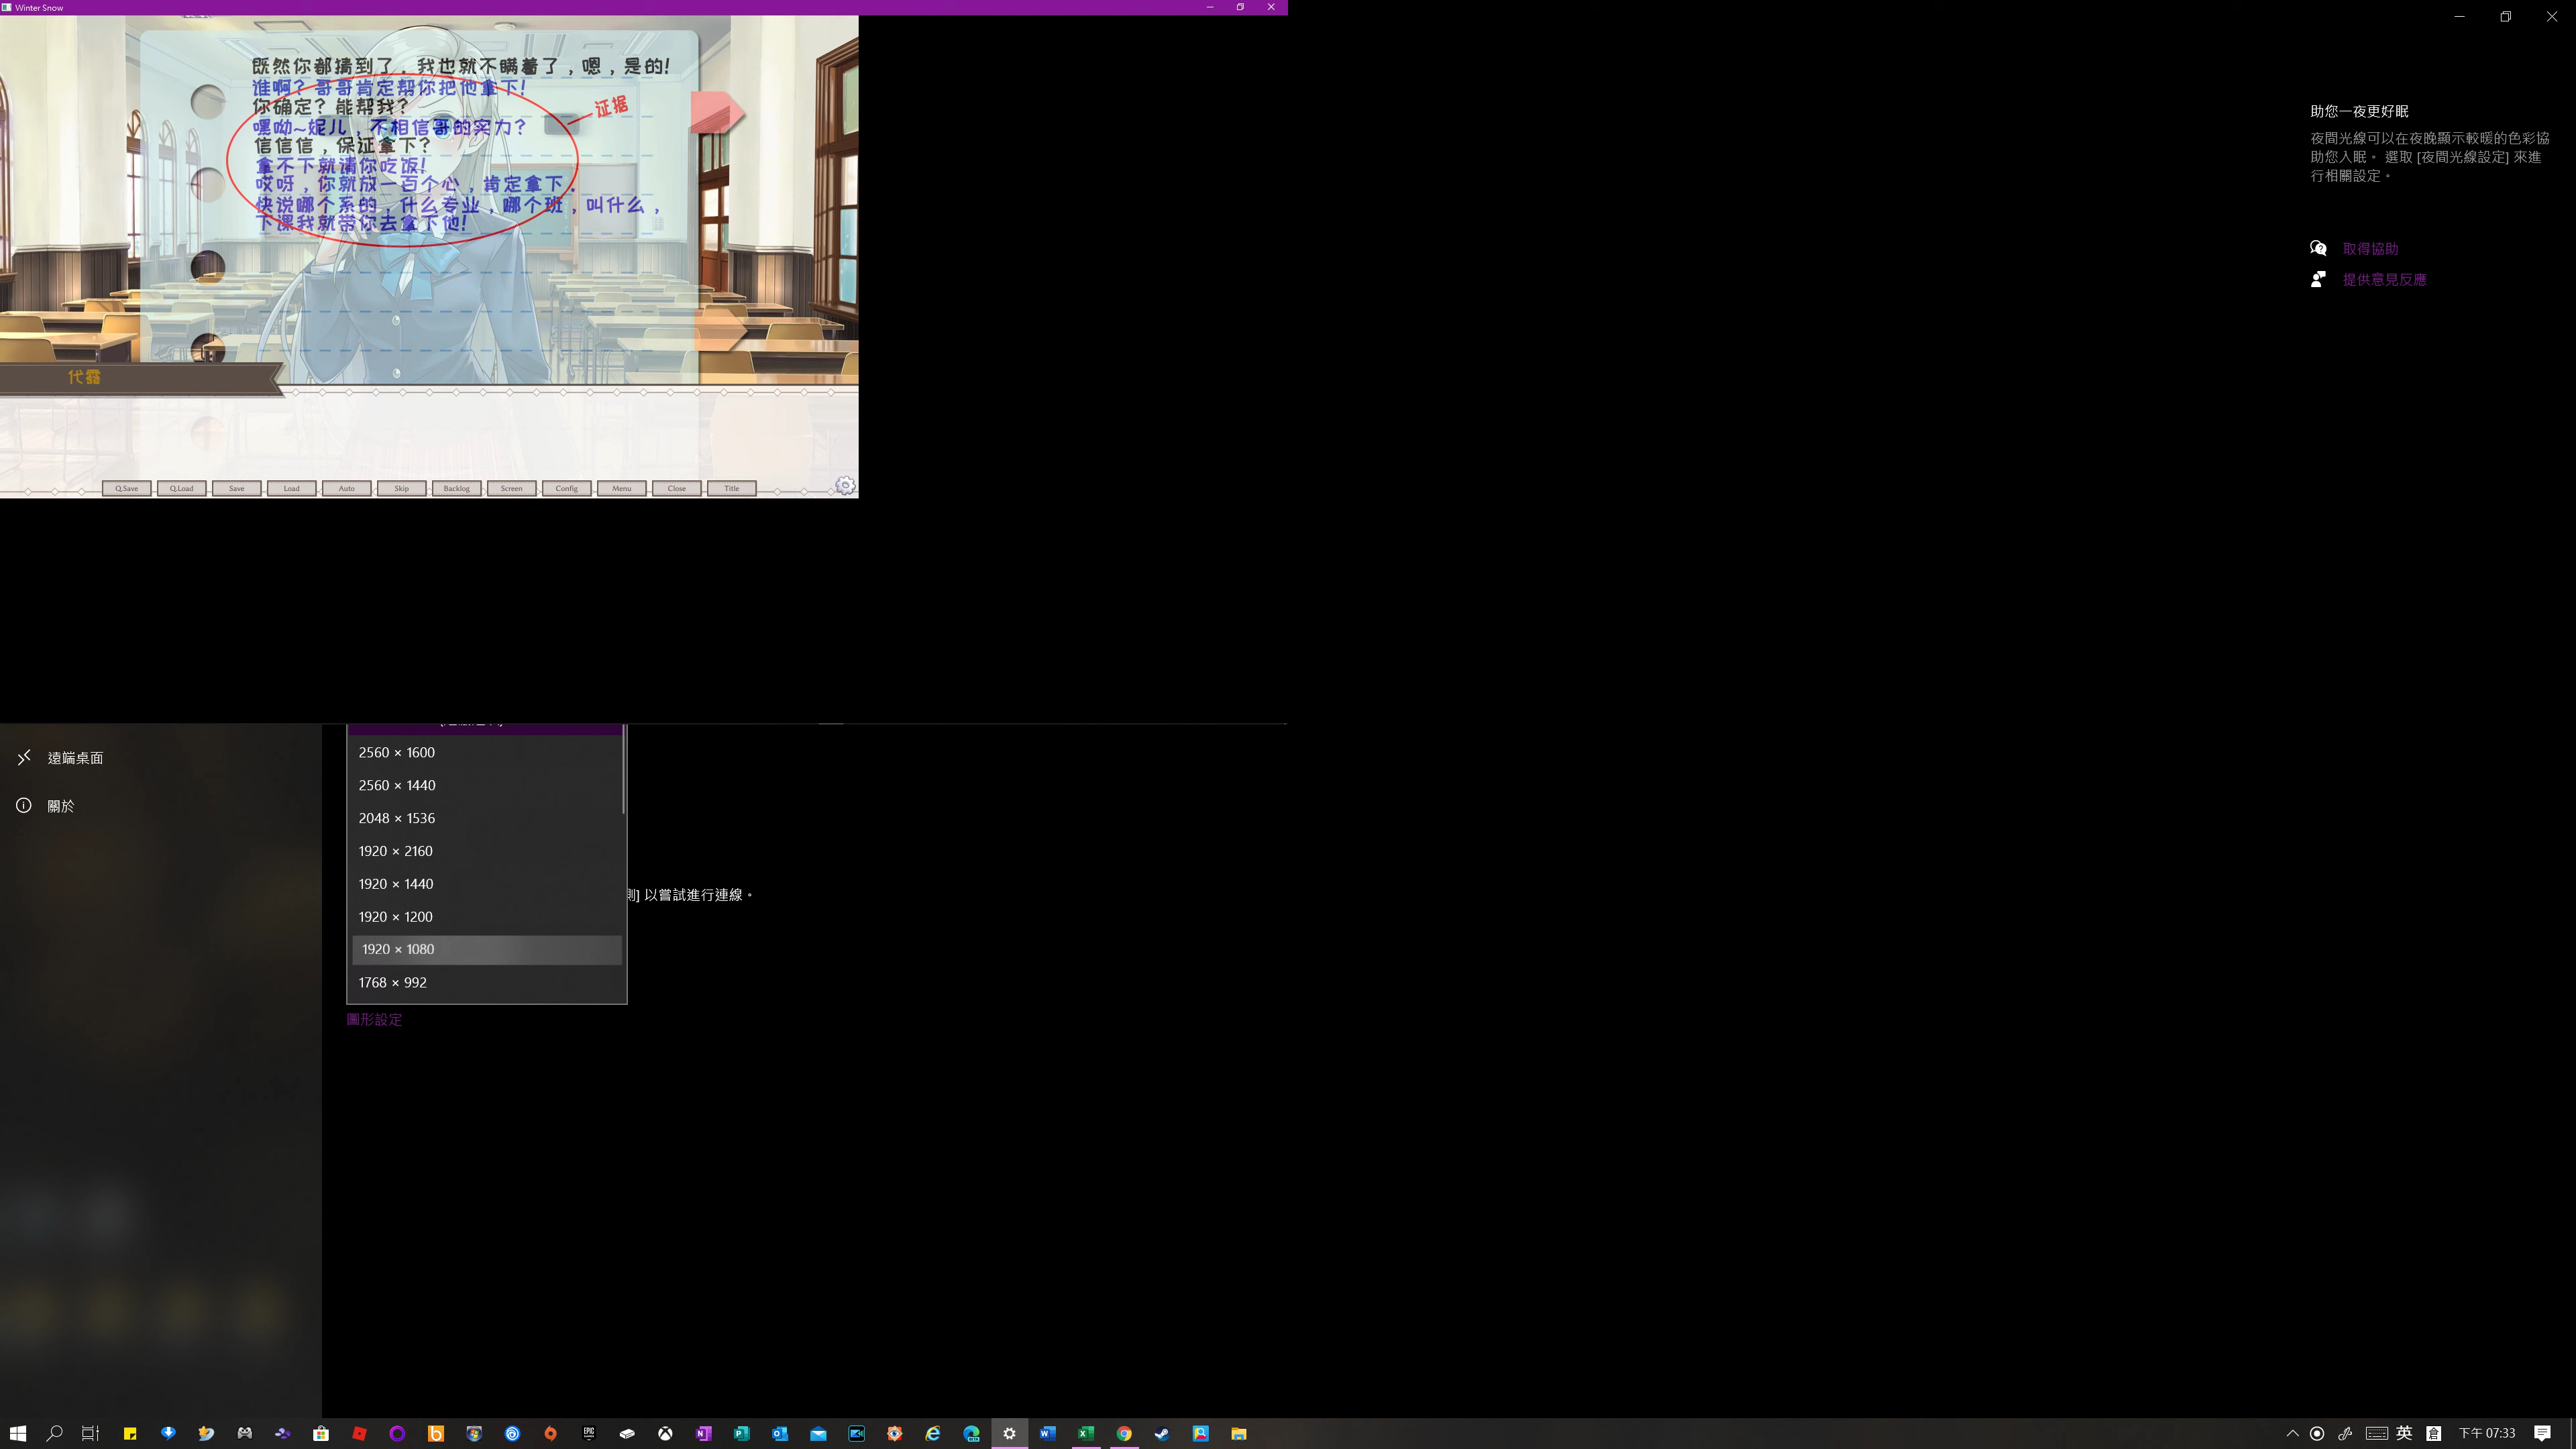 Winter Snow
既然你都猜到了，我也就不瞒着了，嗯，是的!
谁啊? 哥哥肯定帮你把他拿下!
你确定? 能帮我?
证据
嘿呦~妮儿，不相信哥的实力?
信信信，保证拿下?
拿不下就请你吃饭!
哎呀，你就放一百个心，肯定拿下，
快说哪个系的，什么专业，哪个班，叫什么，
下课我就带你去拿下他!
代霜
Q.Save Q.Load Save Load Auto Skip Backlog Screen Config Menu Close Title
助您一夜更好眠
夜間光線可以在夜晚顯示較暖的色彩協
助您入眠。 選取 [夜間光線設定] 來進
行相關設定。
取得協助
提供意見反應
遠端桌面
關於
2560 × 1600
2560 × 1440
2048 × 1536
1920 × 2160
1920 × 1440
1920 × 1200
1920 × 1080
1768 × 992
] 以嘗試進行連線。
圖形設定
英 倉 下午 07:33